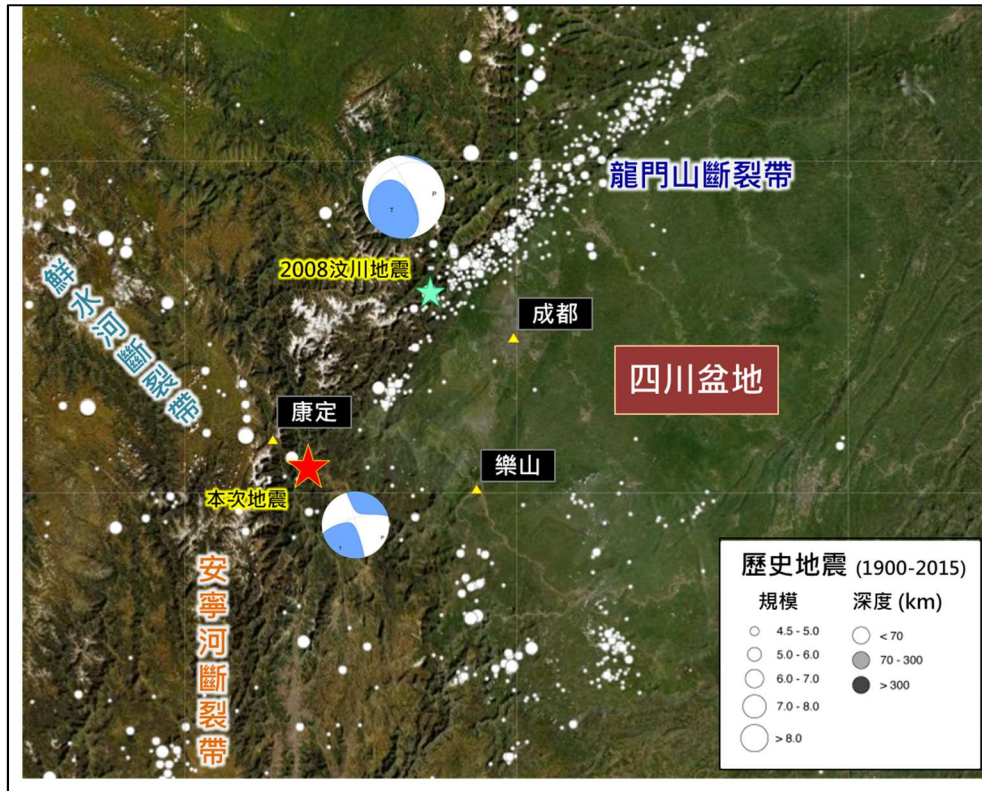 龍門山斷裂帶
2008汶川地震
鮮水河斷裂帶
成都
四川盆地
康定
樂山
本次地震
安寧河斷裂帶
P
T
P
T
歷史地震 (1900-2015)
規模
深度 (km)
4.5 - 5.0
5.0 - 6.0
6.0 - 7.0
7.0 - 8.0
> 8.0
< 70
70 - 300
> 300